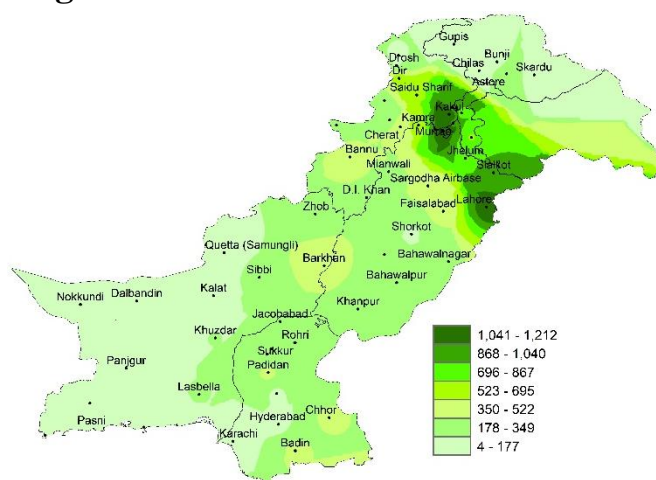 Gupis
Drosh
Bunji
Chilas
Skardu
Dir
Astore
Saidu Sharif
Kakul
Kamra
Cherat
Murree
Bannu
Jhelum
Mianwali
Sialkot
Sargodha Airbase
D.I. Khan
Lahore
Zhob
Faisalabad
Shorkot
Quetta (Samungli)
Barkhan
Bahawalnagar
Sibbi
Bahawalpur
Nokkundi
Dalbandin
Kalat
Khanpur
Jacobabad
Khuzdar
Rohri
Sukkur
Panjgur
Padidan
Lasbella
Chhor
Pasni
Hyderabad
Karachi
Badin
1,041 - 1,212
868 - 1,040
696 - 867
523 - 695
350 - 522
178 - 349
4 - 177